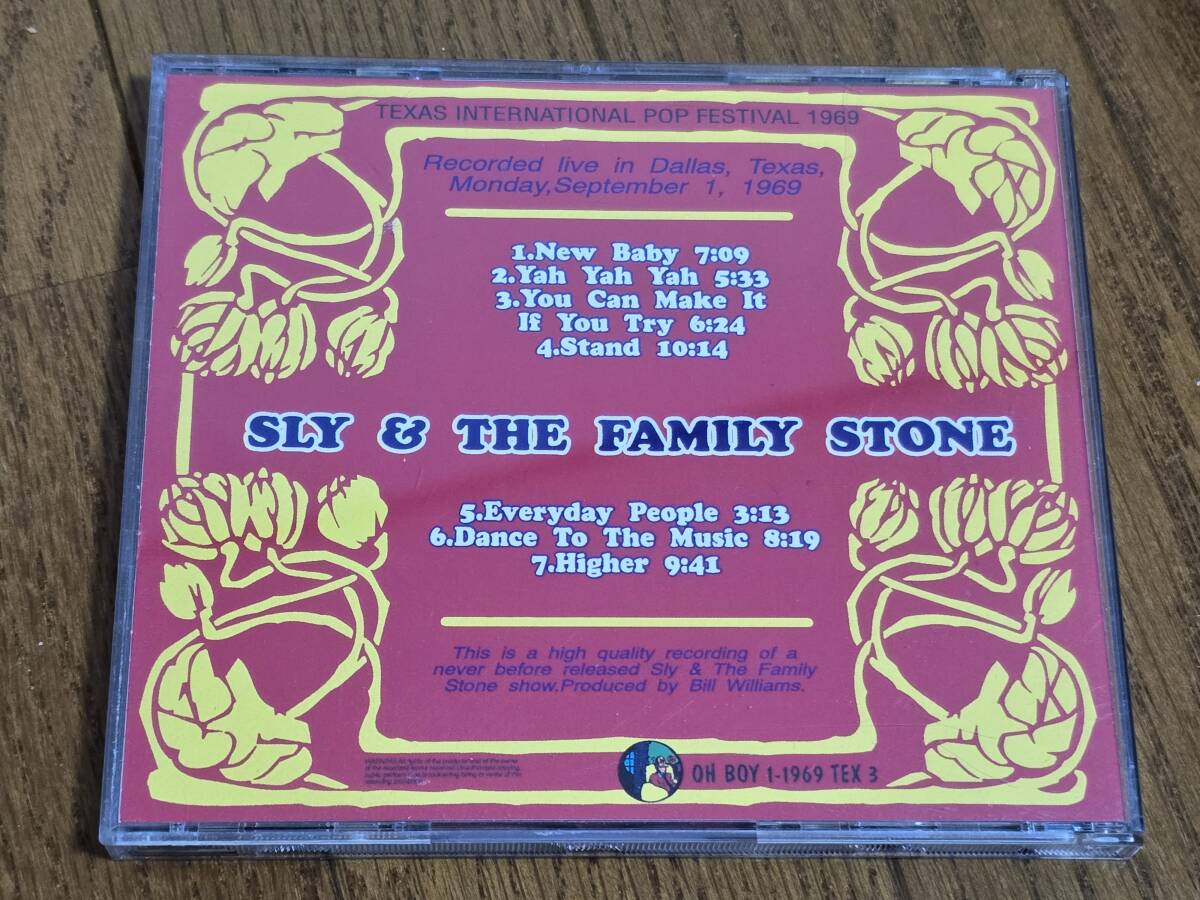 TEXAS INTERNATIONAL POP FESTIVAL 1969
Recorded live in Dallas, Texas,
Monday,September 1, 1969
1.New Baby 7:09
2.Yah Yah Yah 5:33
3.You Can Make It
If You Try 6:24
4.Stand 10:14
SLY & THE FAMILY STONE
5.Everyday People 3:13
6.Dance To The Music 8:19
7.Higher 9:41
This is a high quality recording of a
never before released Sly & The Family
Stone show.Produced by Bill Williams.
OH BOY 1-1969 TEX 3